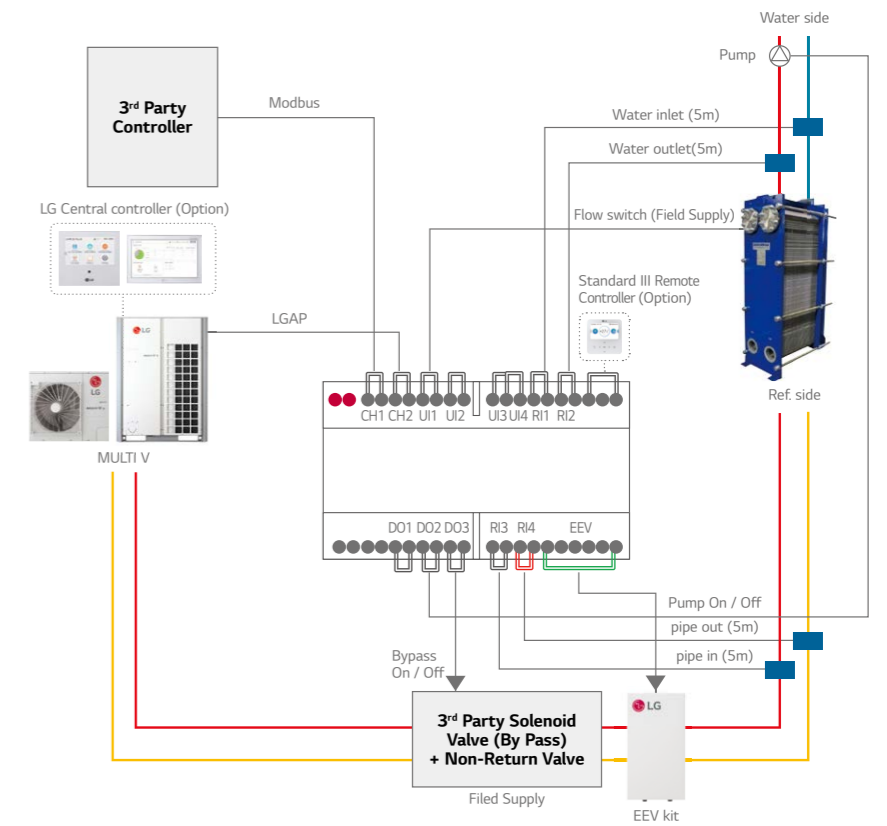 Water side
Pump
3rd Party
Controller
Modbus
Water inlet (5m)
Water outlet(5m)
LG Central controller (Option)
Flow switch (Field Supply)
Standard III Remote
Controller (Option)
LGAP
LG
LG
Ref. side
CH1 CH2 UI1 UI2 UI3 UI4 RI1 RI2
MULTI V
DO1 DO2 DO3 RI3 RI4 EEV
Pump On / Off
pipe out (5m)
Bypass
On / Off
pipe in (5m)
3rd Party Solenoid
Valve (By Pass)
+ Non-Return Valve
LG
Filed Supply
EEV kit